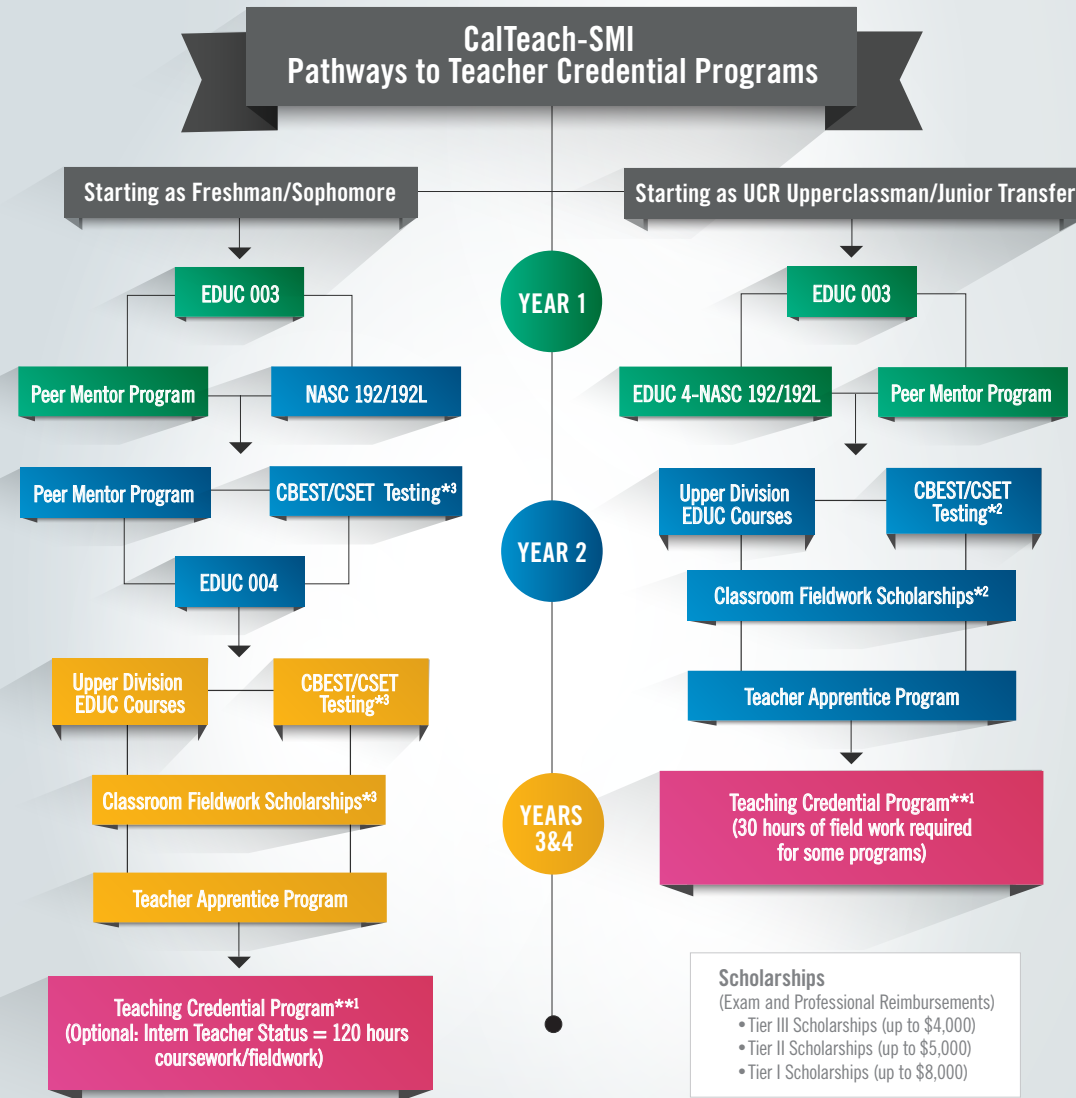 CalTeach-SMI
Pathways to Teacher Credential Programs
Starting as Freshman/Sophomore
Starting as UCR Upperclassman/Junior Transfer
EDUC 003
YEAR 1
EDUC 003
Peer Mentor Program
NASC 192/192L
EDUC 4-NASC 192/192L
Peer Mentor Program
Peer Mentor Program
CBEST/CSET Testing*3
Upper Division
EDUC Courses
CBEST/CSET
Testing*2
YEAR 2
EDUC 004
Classroom Fieldwork Scholarships*2
Upper Division
EDUC Courses
CBEST/CSET
Testing*3
Teacher Apprentice Program
Classroom Fieldwork Scholarships*3
YEARS
3&4
Teaching Credential Program**1
(30 hours of field work required
for some programs)
Teacher Apprentice Program
Teaching Credential Program**1
(Optional: Intern Teacher Status = 120 hours
coursework/fieldwork)
Scholarships
(Exam and Professional Reimbursements)
• Tier III Scholarships (up to $4,000)
• Tier II Scholarships (up to $5,000)
• Tier I Scholarships (up to $8,000)